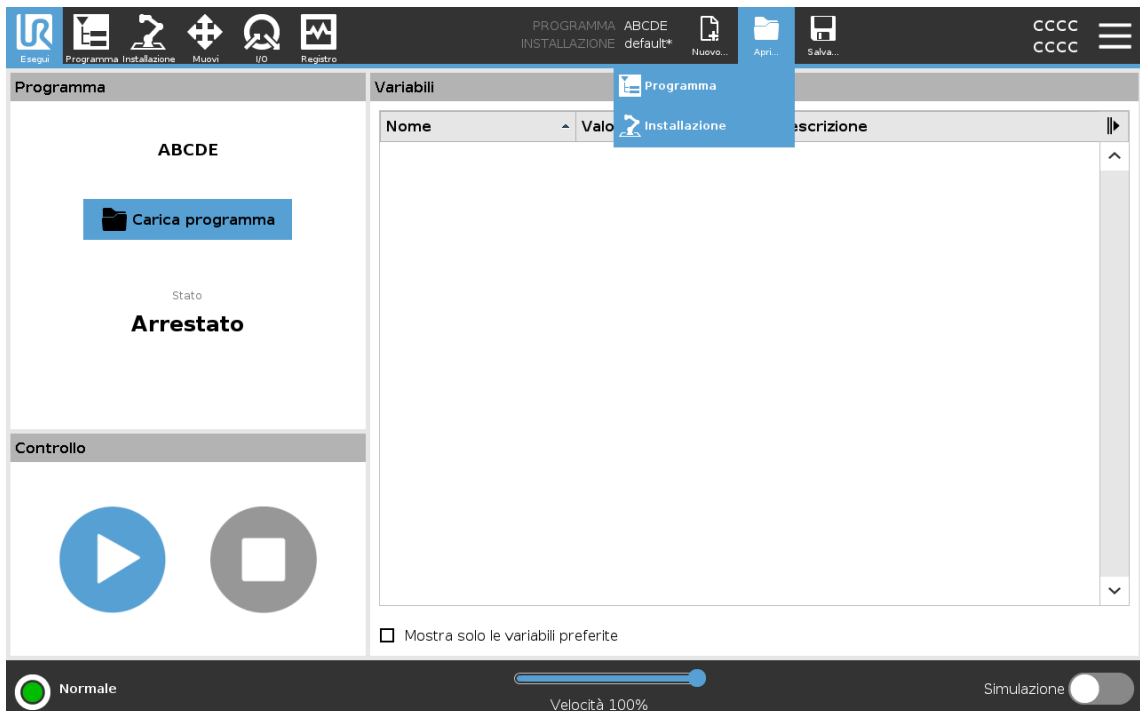 PROGRAMMA ABCDE
INSTALLAZIONE default*
CCCC
CCCC
Esegui Programma Installazione Muovi I/O Registro Nuovo... Apri... Salva...
Programma
Variabili
Programma
Installazione
Nome Valo escrizione
ABCDE
Carica programma
Stato
Arrestato
Controllo
Mostra solo le variabili preferite
Normale
Velocità 100%
Simulazione